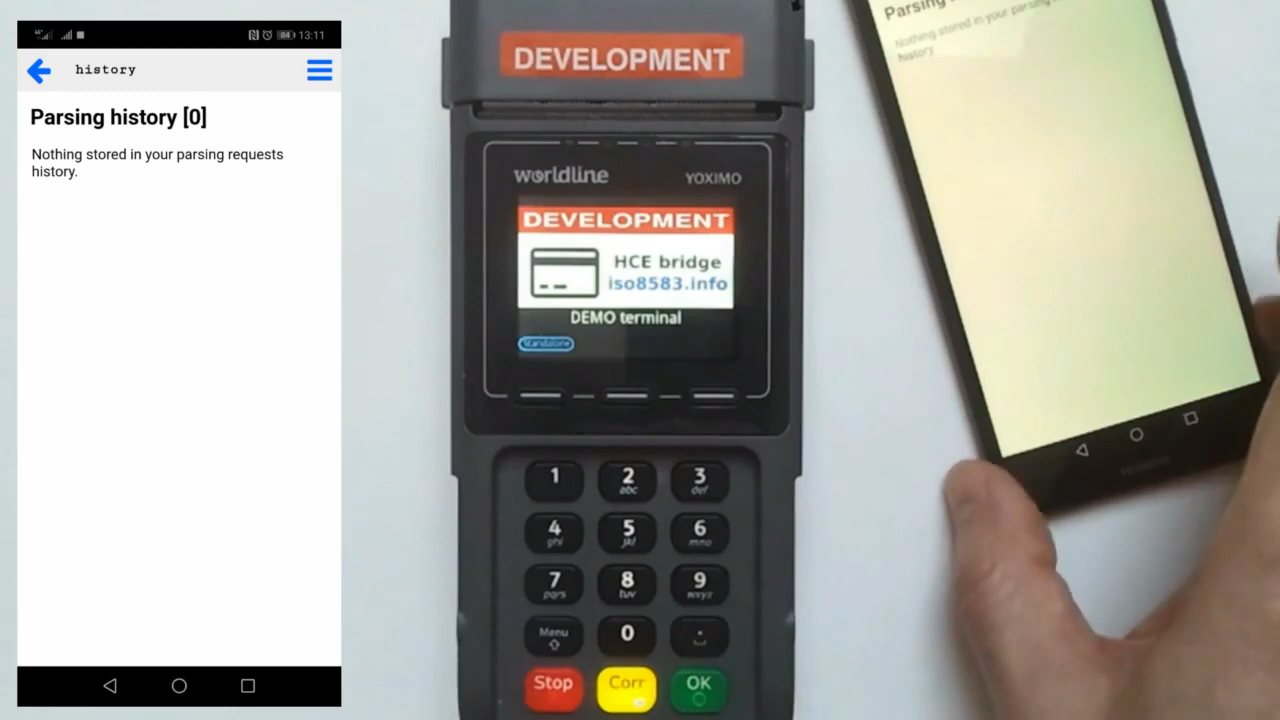 84 13:11
history
Parsing history [0]
Nothing stored in your parsing requests
history.
DEVELOPMENT
worldline YOXIMO
DEVELOPMENT
HCE bridge
iso8583.info
DEMO terminal
Standalone
1 2 3
abc def
4 5 6
ghi jkl mno
7 8 9
pqrs tuv wxyz
Menu 0
Stop Corr OK
Parsing
Nothing stored in your parsing
history